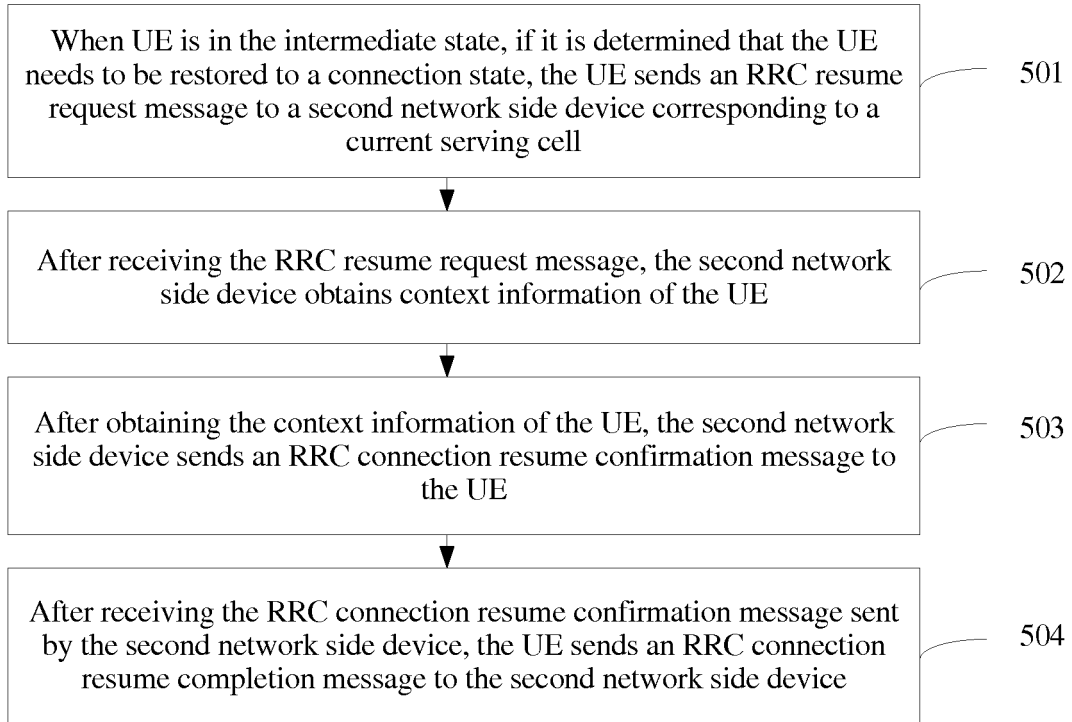 When UE is in the intermediate state, if it is determined that the UE
needs to be restored to a connection state, the UE sends an RRC resume
request message to a second network side device corresponding to a
current serving cell
501
After receiving the RRC resume request message, the second network
side device obtains context information of the UE
502
After obtaining the context information of the UE, the second network
side device sends an RRC connection resume confirmation message to
the UE
503
After receiving the RRC connection resume confirmation message sent
by the second network side device, the UE sends an RRC connection
resume completion message to the second network side device
504